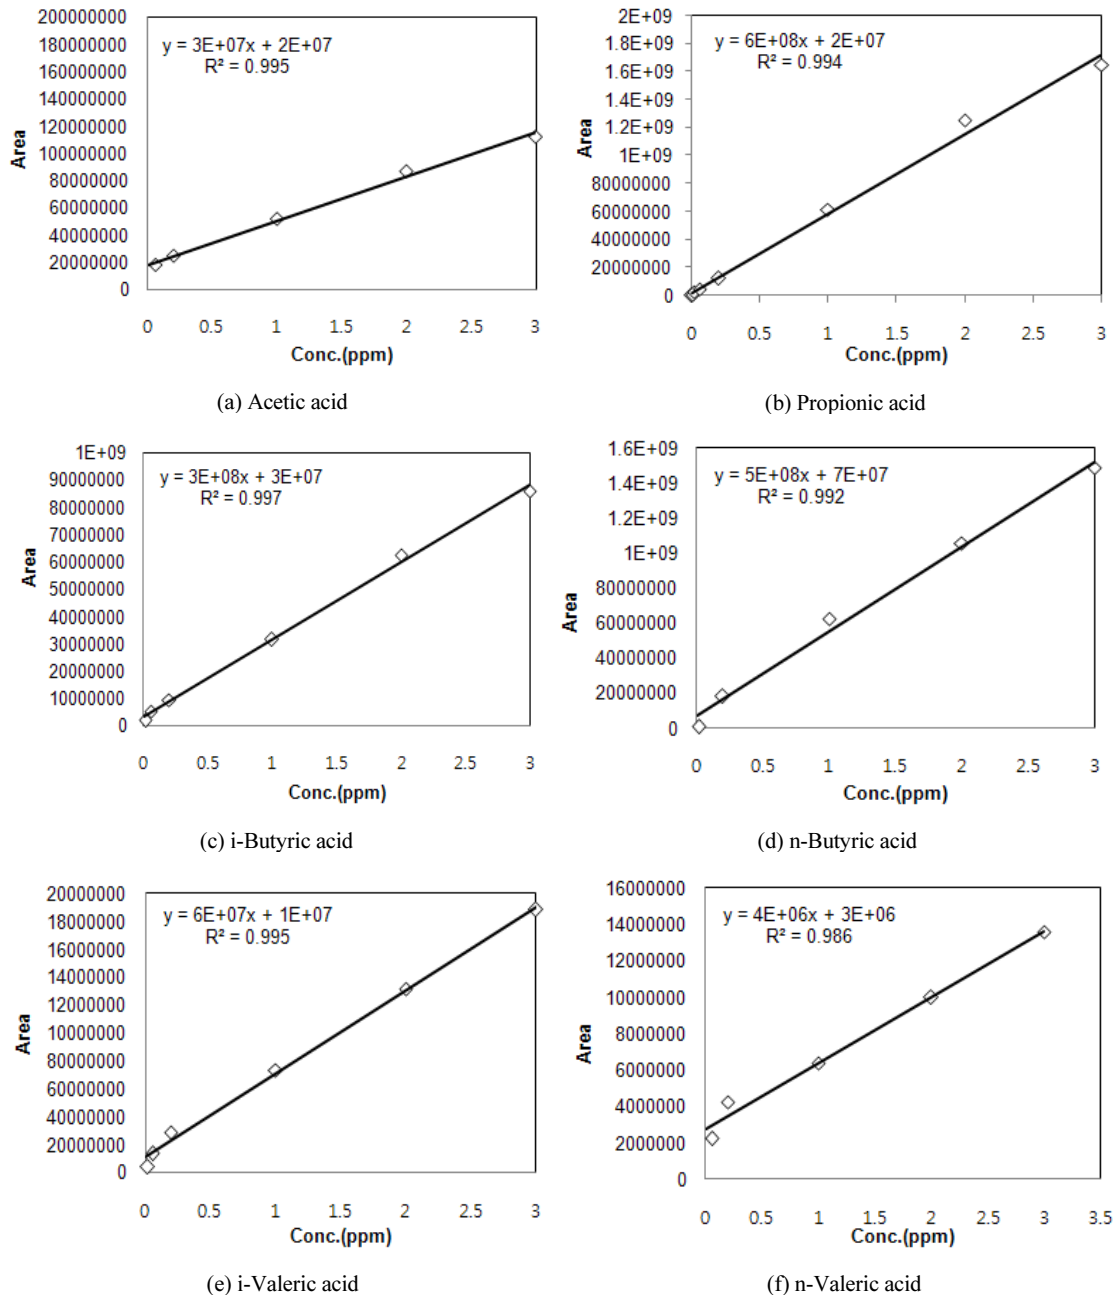 y = 3E+07x + 2E+07
R² = 0.995
200000000
180000000
160000000
140000000
120000000
100000000
80000000
60000000
40000000
20000000
0
Area
0 0.5 1 1.5 2 2.5 3
Conc.(ppm)
(a) Acetic acid
y = 6E+08x + 2E+07
R² = 0.994
2E+09
1.8E+09
1.6E+09
1.4E+09
1.2E+09
1E+09
80000000
60000000
40000000
20000000
0
Area
0 0.5 1 1.5 2 2.5 3
Conc.(ppm)
(b) Propionic acid
y = 3E+08x + 3E+07
R² = 0.997
1E+09
90000000
80000000
70000000
60000000
50000000
40000000
30000000
20000000
10000000
0
Area
0 0.5 1 1.5 2 2.5 3
Conc.(ppm)
(c) i-Butyric acid
y = 5E+08x + 7E+07
R² = 0.992
1.6E+09
1.4E+09
1.2E+09
1E+09
80000000
60000000
40000000
20000000
0
Area
0 0.5 1 1.5 2 2.5 3
Conc.(ppm)
(d) n-Butyric acid
y = 6E+07x + 1E+07
R² = 0.995
20000000
18000000
16000000
14000000
12000000
10000000
80000000
60000000
40000000
20000000
0
Area
0 0.5 1 1.5 2 2.5 3
Conc.(ppm)
(e) i-Valeric acid
y = 4E+06x + 3E+06
R² = 0.986
16000000
14000000
12000000
10000000
8000000
6000000
4000000
2000000
0
Area
0 0.5 1 1.5 2 2.5 3 3.5
Conc.(ppm)
(f) n-Valeric acid